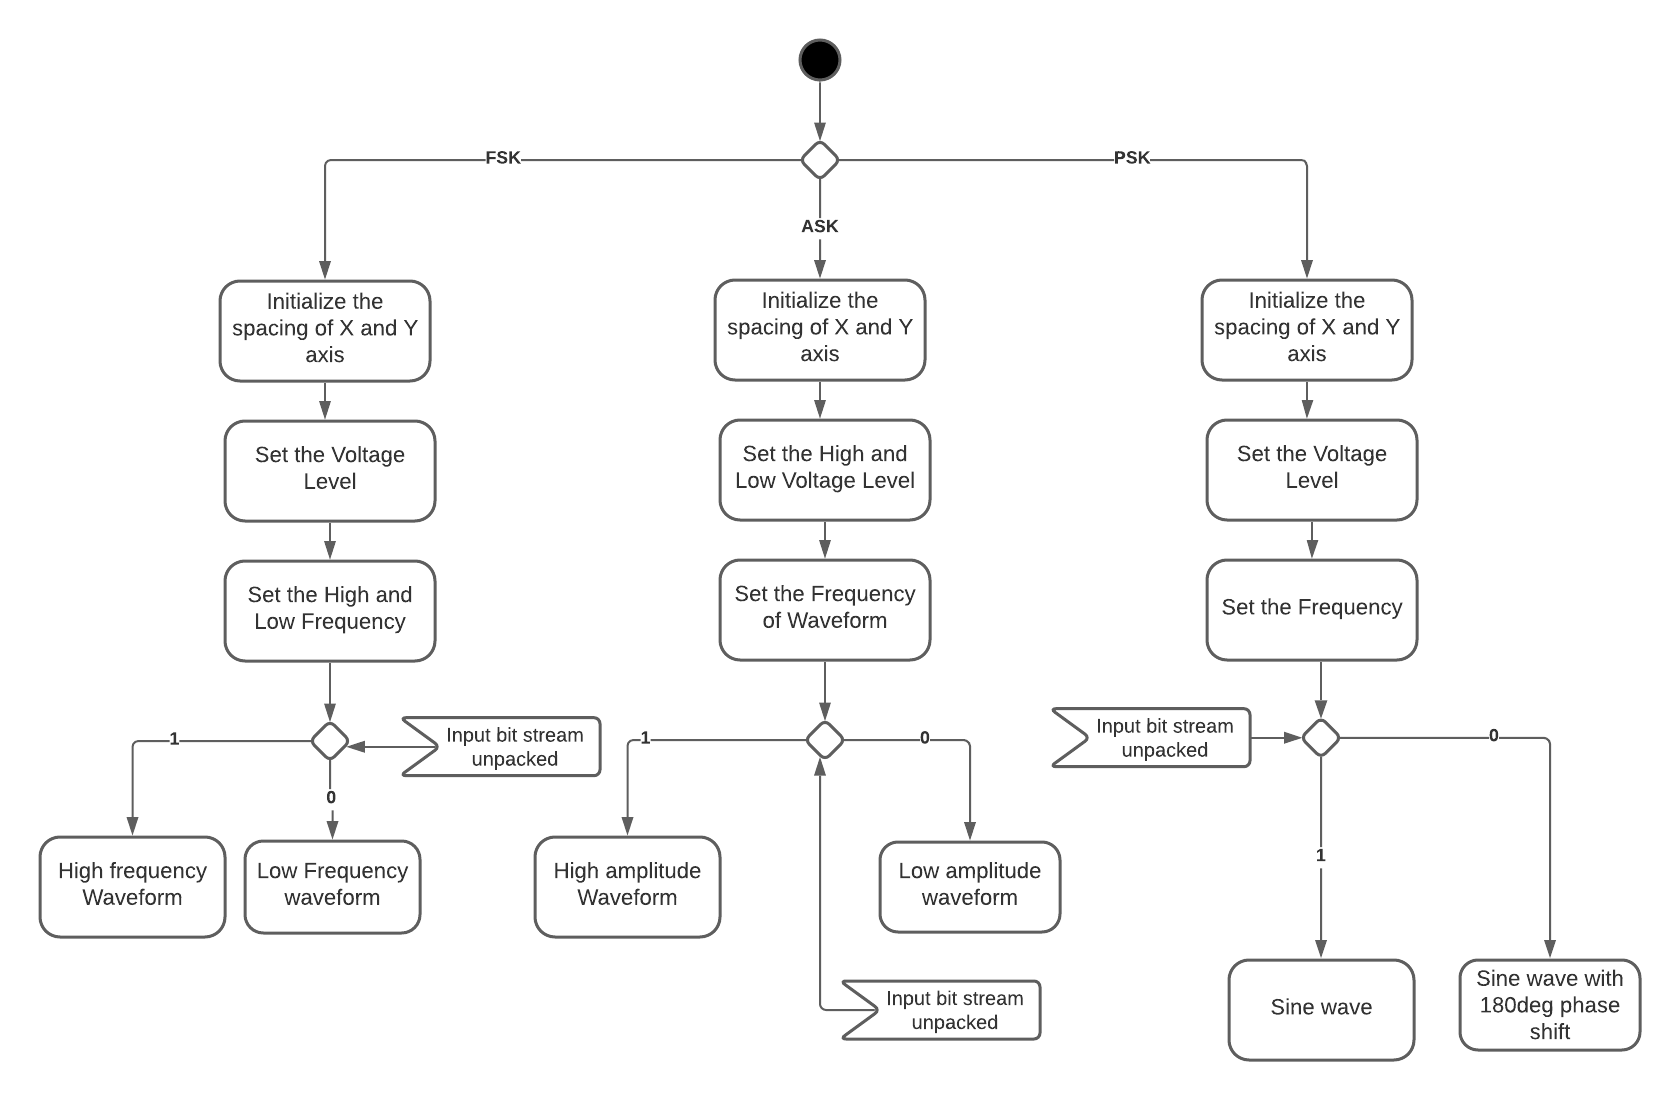 FSK
PSK
ASK
Initialize the
spacing of X and Y
axis
Initialize the
spacing of X and Y
axis
Initialize the
spacing of X and Y
axis
Set the Voltage
Level
Set the High and
Low Voltage Level
Set the Voltage
Level
Set the High and
Low Frequency
Set the Frequency
of Waveform
Set the Frequency
1
Input bit stream
unpacked
0
1
0
Input bit stream
unpacked
0
1
High frequency
Waveform
Low Frequency
waveform
High amplitude
Waveform
Low amplitude
waveform
Input bit stream
unpacked
Sine wave
Sine wave with
180deg phase
shift